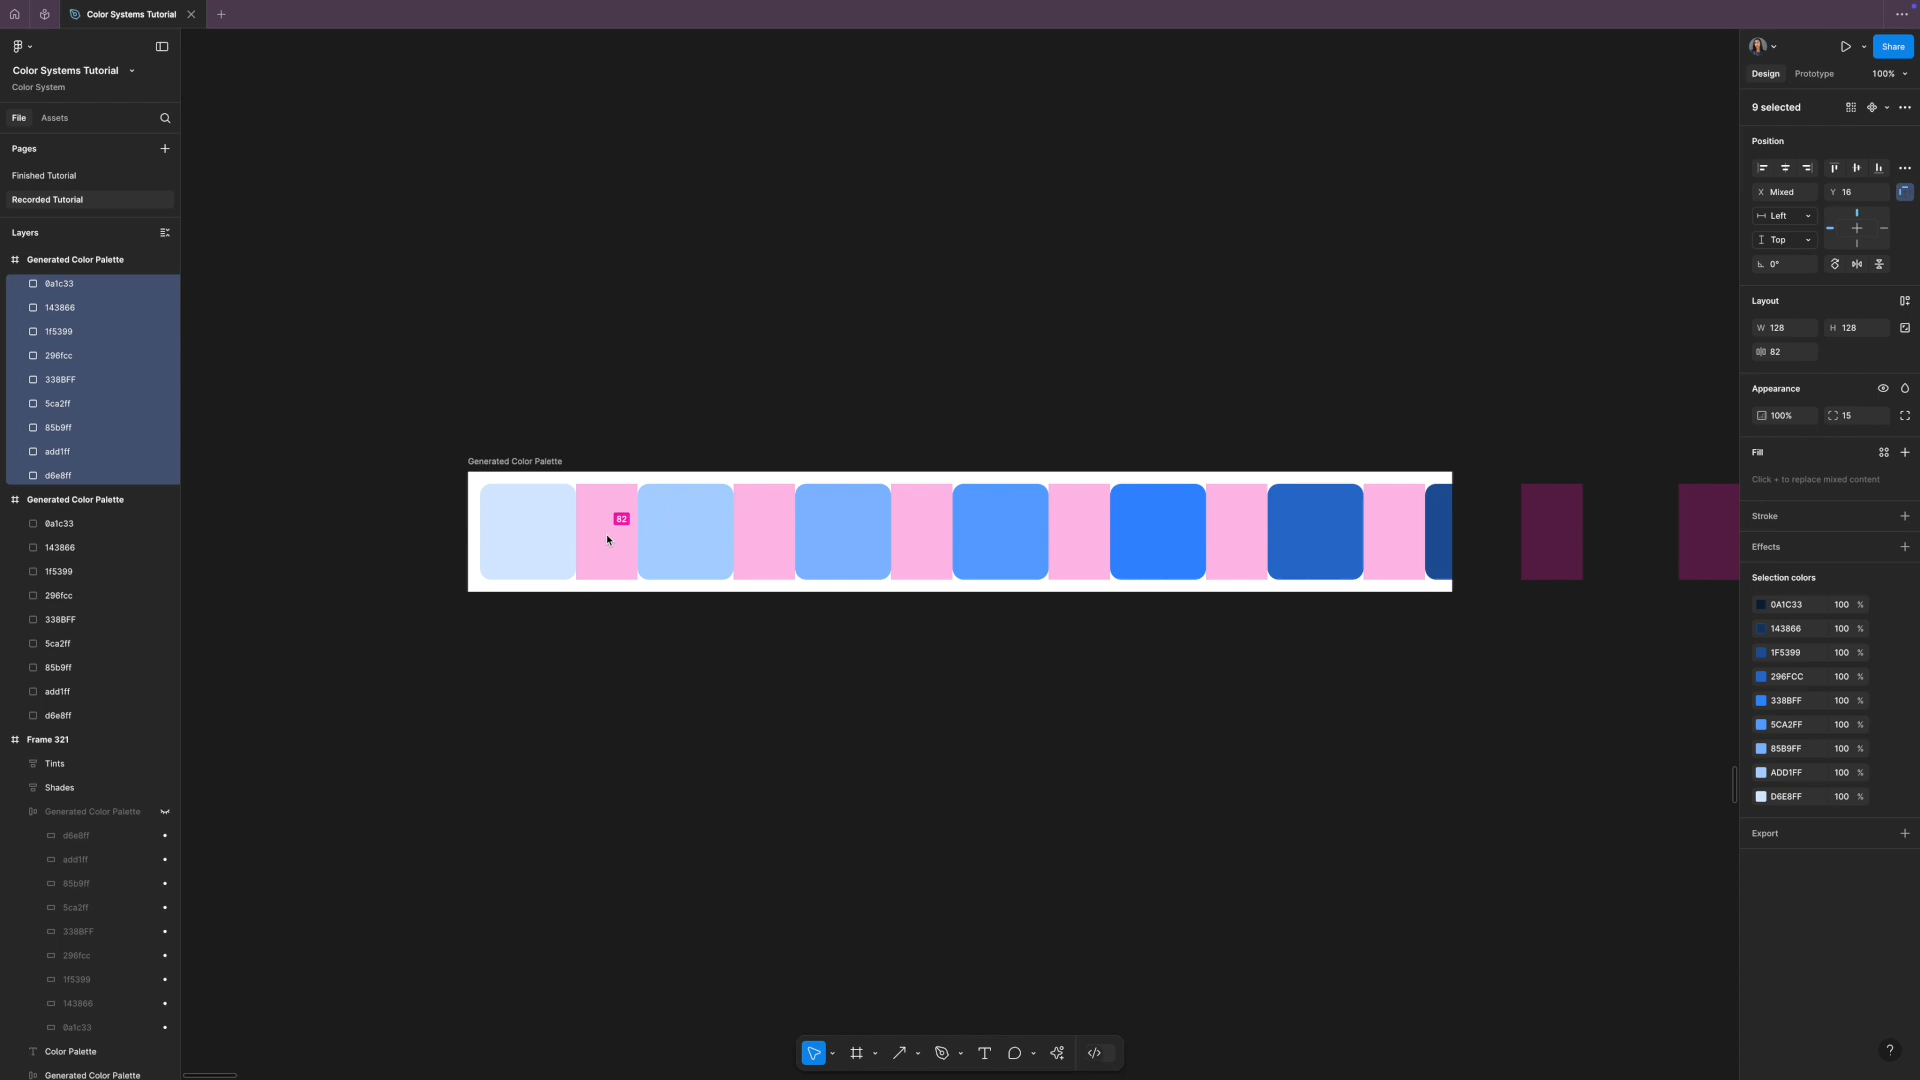 Color Systems Tutorial
Color Systems Tutorial
Color System
File Assets
Pages
Finished Tutorial
Recorded Tutorial
Layers
Generated Color Palette
0a1c33
143866
1f5399
296fcc
338BFF
5ca2ff
85b9ff
add1ff
d6e8ff
Generated Color Palette
0a1c33
143866
1f5399
296fcc
338BFF
5ca2ff
85b9ff
add1ff
d6e8ff
Frame 321
Tints
Shades
Generated Color Palette
d6e8ff
add1ff
85b9ff
5ca2ff
338BFF
296fcc
1f5399
143866
0a1c33
Color Palette
Generated Color Palette
Generated Color Palette
82
Share
Design Prototype 100%
9 selected
Position
X Mixed Y 16
Left
Top
0°
Layout
W 128 H 128
82
Appearance
100% 15
Fill
Click + to replace mixed content
Stroke
Effects
Selection colors
0A1C33 100 %
143866 100 %
1F5399 100 %
296FCC 100 %
338BFF 100 %
5CA2FF 100 %
85B9FF 100 %
ADD1FF 100 %
D6E8FF 100 %
Export
?